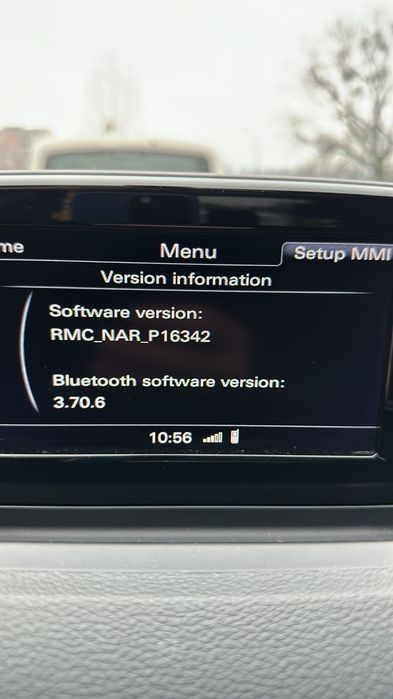 me Menu Setup MMI
Version information
Software version:
RMC_NAR_P16342
Bluetooth software version:
3.70.6
10:56